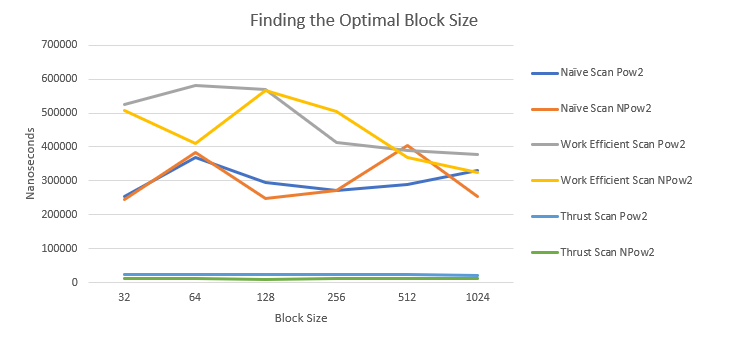 Finding the Optimal Block Size
700000
600000
500000
400000
300000
200000
100000
0
Nanoseconds
32 64 128 256 512 1024
Block Size
Naïve Scan Pow2
Naïve Scan NPow2
Work Efficient Scan Pow2
Work Efficient Scan NPow2
Thrust Scan Pow2
Thrust Scan NPow2